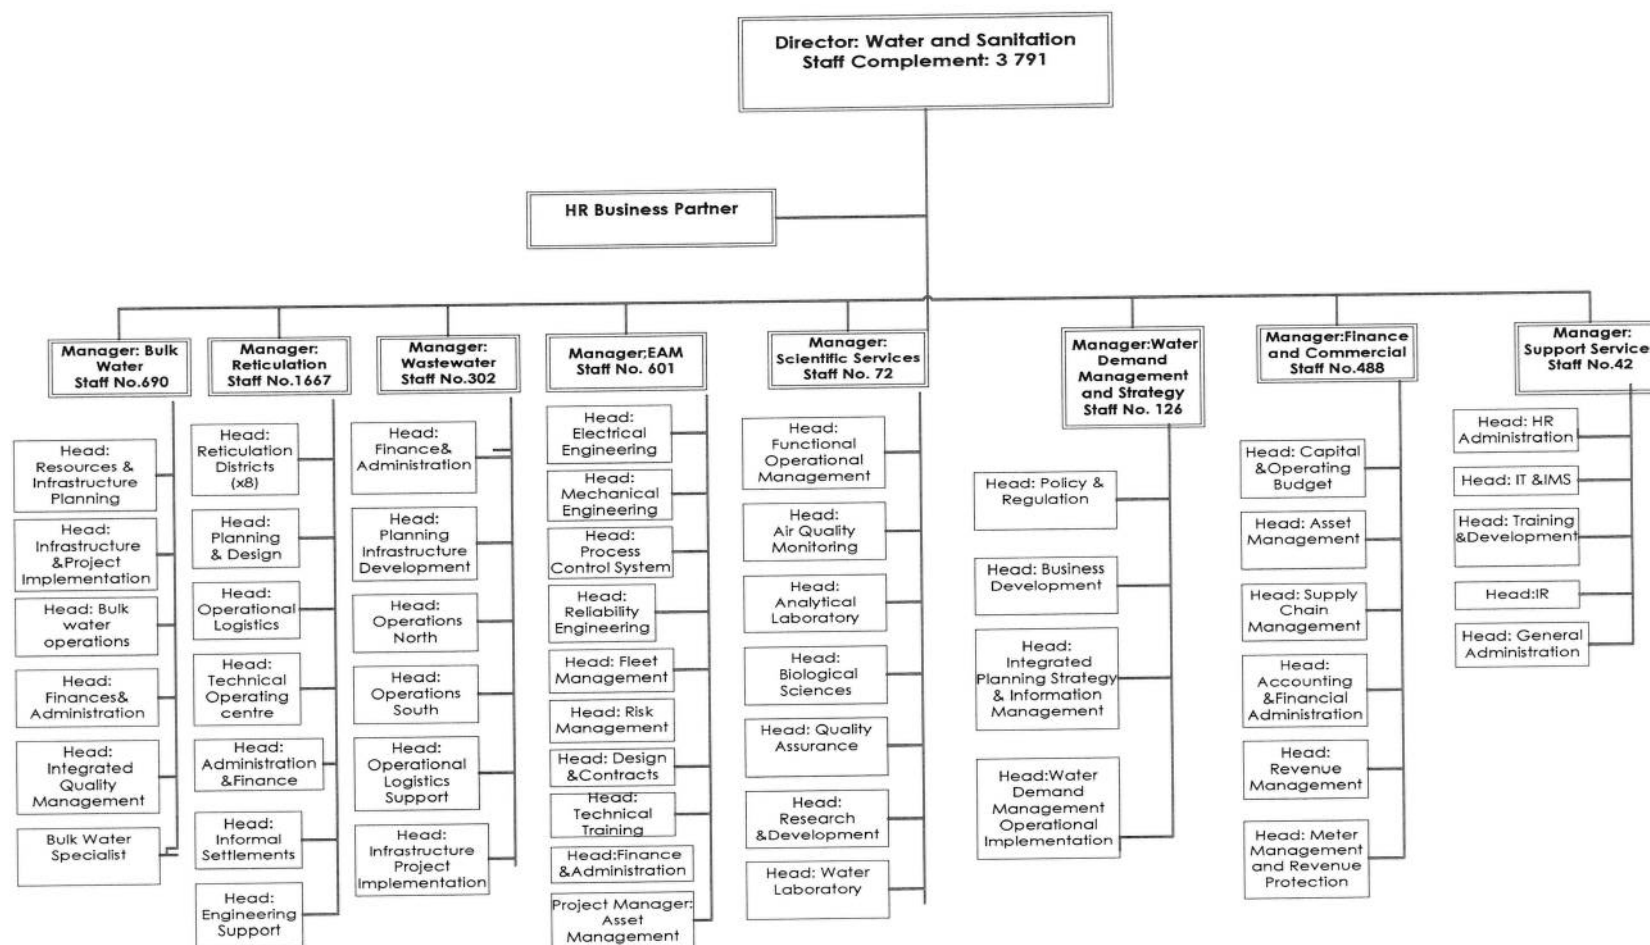 Director: Water and Sanitation
Staff Complement: 3 791
HR Business Partner
Manager: Bulk
Water
Staff No.690
Head:
Resources &
Infrastructure
Planning
Head:
Infrastructure
&Project
Implementation
Head: Bulk
water
operations
Head:
Finances&
Administration
Head:
Integrated
Quality
Management
Bulk Water
Specialist
Manager:
Reticulation
Staff No.1667
Head:
Reticulation
Districts
(x8)
Head:
Planning
& Design
Head:
Operational
Logistics
Head:
Technical
Operating
centre
Head:
Administration
&Finance
Head:
Informal
Settlements
Head:
Engineering
Support
Manager:
Wastewater
Staff No.302
Head:
Finance&
Administration
Head:
Planning
Infrastructure
Development
Head:
Operations
North
Head:
Operations
South
Head:
Operational
Logistics
Support
Head:
Infrastructure
Project
Implementation
Manager;EAM
Staff No. 601
Head:
Electrical
Engineering
Head:
Mechanical
Engineering
Head:
Process
Control System
Head:
Reliability
Engineering
Head: Fleet
Management
Head: Risk
Management
Head: Design
&Contracts
Head:
Technical
Training
Head:Finance
&Administration
Project Manager:
Asset
Management
Manager:
Scientific Services
Staff No. 72
Head:
Functional
Operational
Management
Head:
Air Quality
Monitoring
Head:
Analytical
Laboratory
Head:
Biological
Sciences
Head: Quality
Assurance
Head:
Research
&Development
Head: Water
Laboratory
Manager:Water
Demand
Management
and Strategy
Staff No. 126
Head: Policy &
Regulation
Head: Business
Development
Head:
Integrated
Planning Strategy
& Information
Management
Head:Water
Demand
Management
Operational
Implementation
Manager:Finance
and Commercial
Staff No.488
Head: Capital
&Operating
Budget
Head: Asset
Management
Head: Supply
Chain
Management
Head:
Accounting
&Financial
Administration
Head:
Revenue
Management
Head: Meter
Management
and Revenue
Protection
Manager:
Support Service
Staff No.42
Head: HR
Administration
Head: IT &IMS
Head: Training
&Development
Head:IR
Head: General
Administration